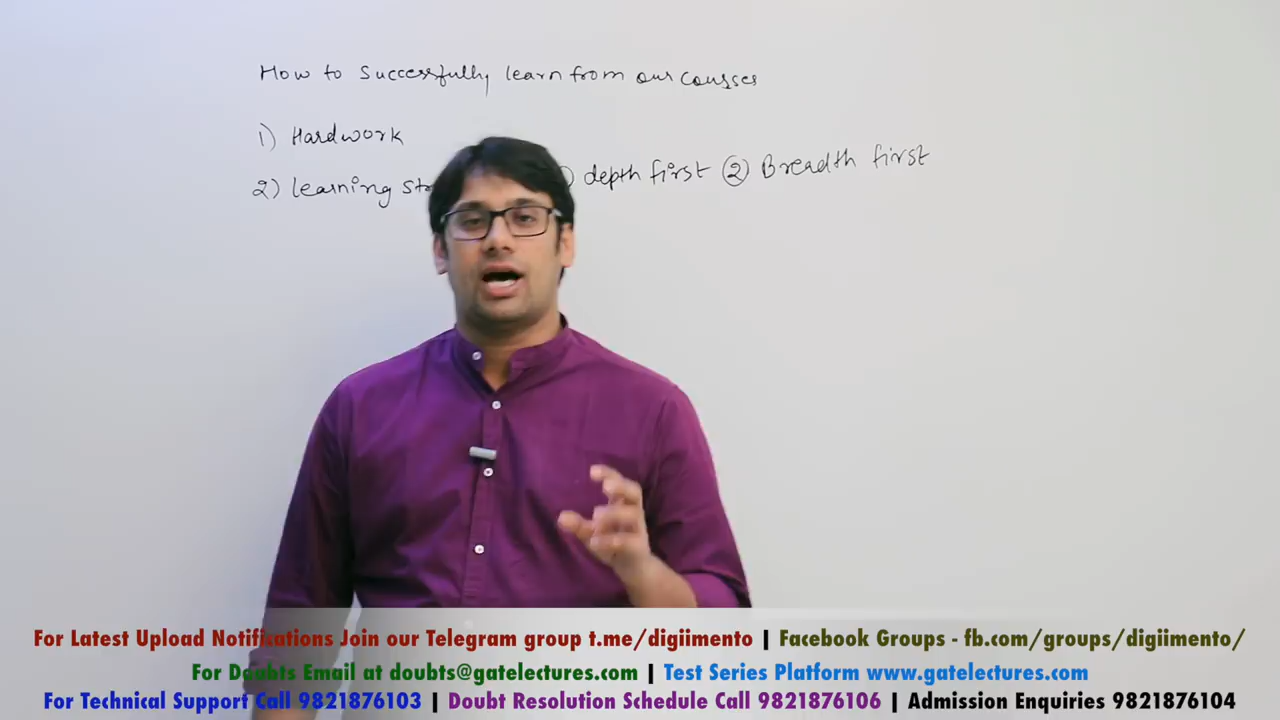 How to Successfully learn from our courses
1) Hardwork
2) learning depth first ② Breadth first
For Latest Upload Notifications Join our Telegram group t.me/digiimento | Facebook Groups - fb.com/groups/digiimento/
For Doubts Email at doubts@gatelectures.com | Test Series Platform www.gatelectures.com
For Technical Support Call 9821876103 | Doubt Resolution Schedule Call 9821876106 | Admission Enquiries 9821876104